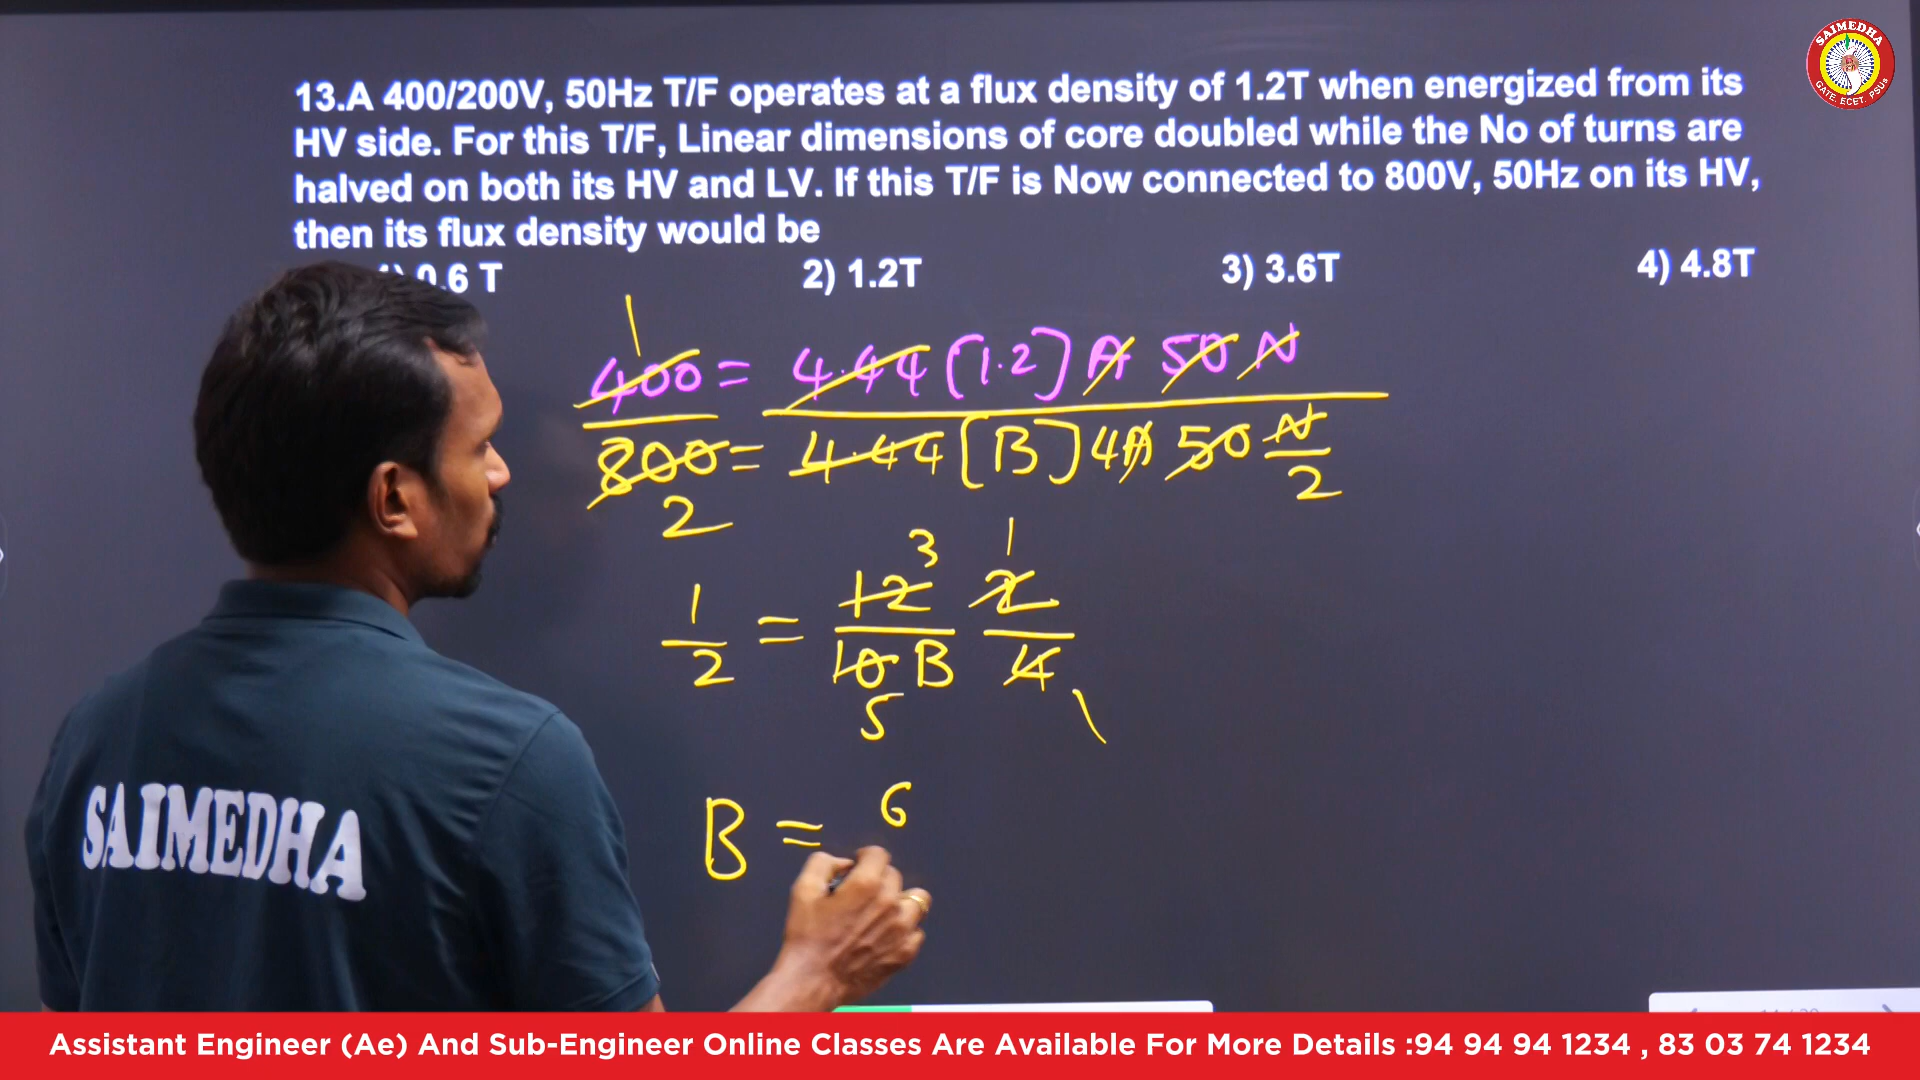 SAIMEDHA
GATE. ECET. PSUs
13.A 400/200V, 50Hz T/F operates at a flux density of 1.2T when energized from its
HV side. For this T/F, Linear dimensions of core doubled while the No of turns are
halved on both its HV and LV. If this T/F is Now connected to 800V, 50Hz on its HV,
then its flux density would be
0.6 T 2) 1.2T 3) 3.6T 4) 4.8T
1
400 = 4.44 [1.2] A 50 N
800 = 4.44 [B] 4A 50 N
2 2
3 1
1 = 12 2
2 10 B 4
5
B = 6
SAIMEDHA
Assistant Engineer (Ae) And Sub-Engineer Online Classes Are Available For More Details :94 94 94 1234 , 83 03 74 1234